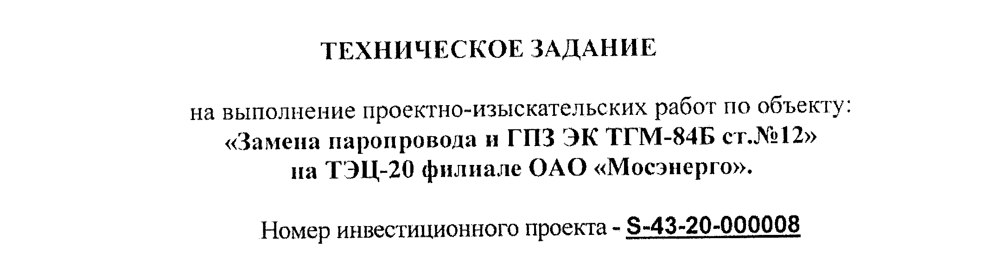 ТЕХНИЧЕСКОЕ ЗАДАНИЕ
на выполнение проектно-изыскательских работ по объекту:
«Замена паропровода и ГПЗ ЭК ТГМ-84Б ст.№12»
на ТЭЦ-20 филиале ОАО «Мосэнерго».
Номер инвестиционного проекта - S-43-20-000008